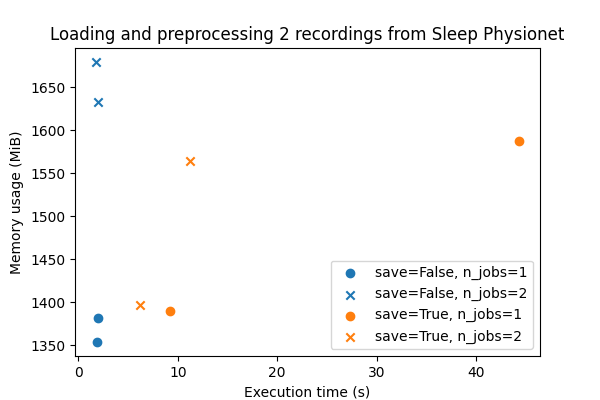 Loading and preprocessing 2 recordings from Sleep Physionet
Memory usage (MiB)
1650
1600
1550
1500
1450
1400
1350
0
10
20
30
40
Execution time (s)
save=False, n_jobs=1
save=False, n_jobs=2
save=True, n_jobs=1
save=True, n_jobs=2